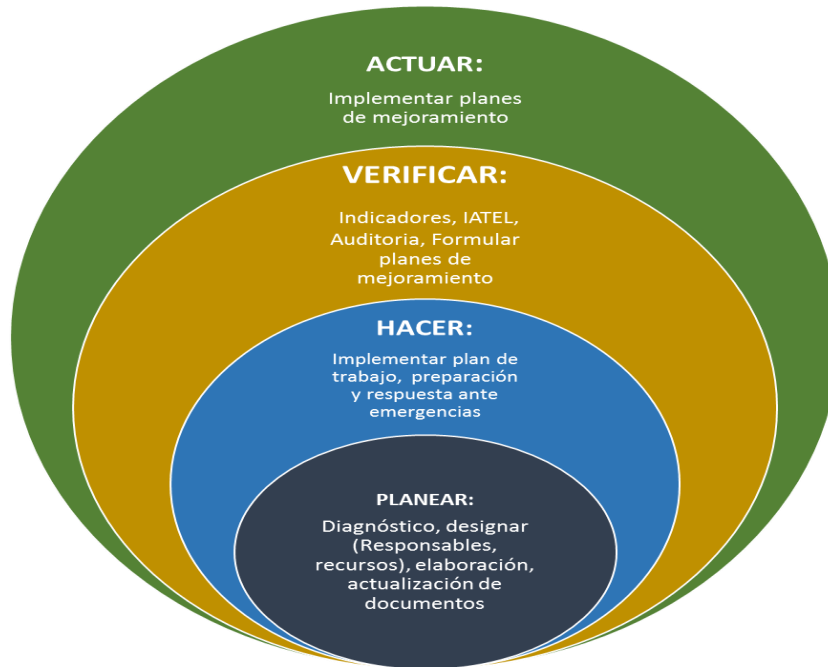 ACTUAR:
Implementar planes
de mejoramiento
VERIFICAR:
Indicadores, IATEL,
Auditoria, Formular
planes de
mejoramiento
HACER:
Implementar plan de
trabajo, preparación
y respuesta ante
emergencias
PLANEAR:
Diagnóstico, designar
(Responsables,
recursos), elaboración,
actualización de
documentos